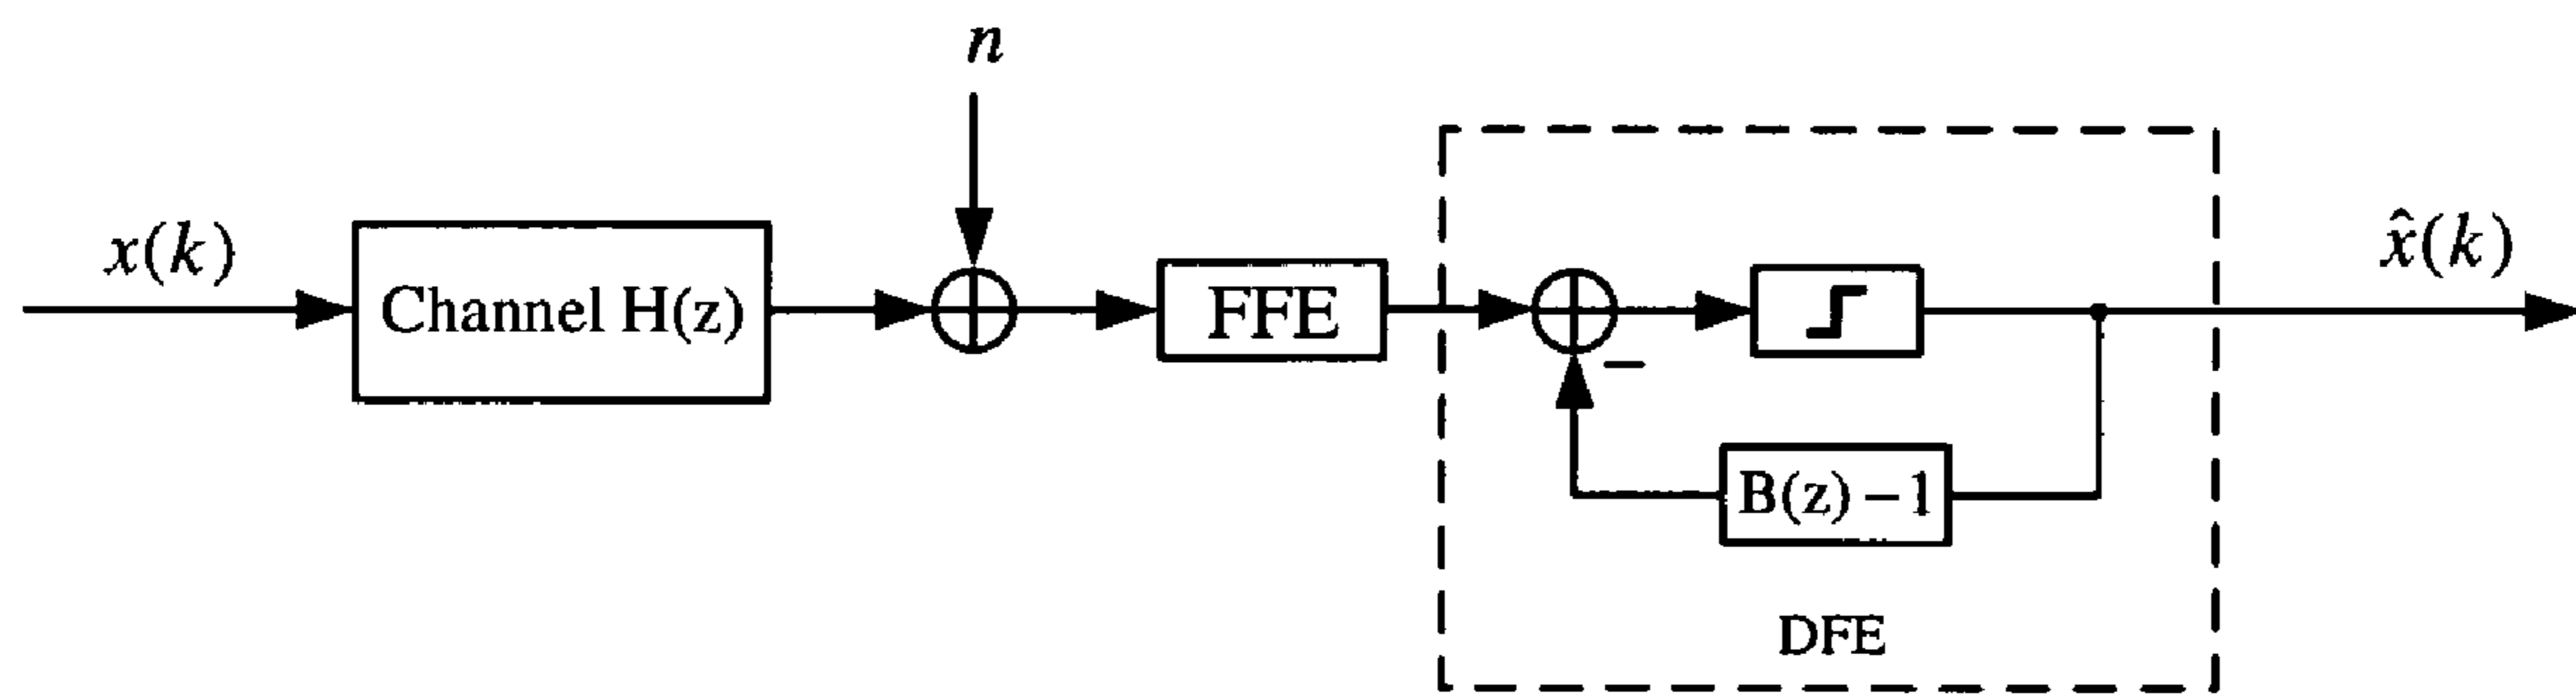 n
x(k)
Channel H(z)
FFE
x̂(k)
−
B(z) − 1
DFE